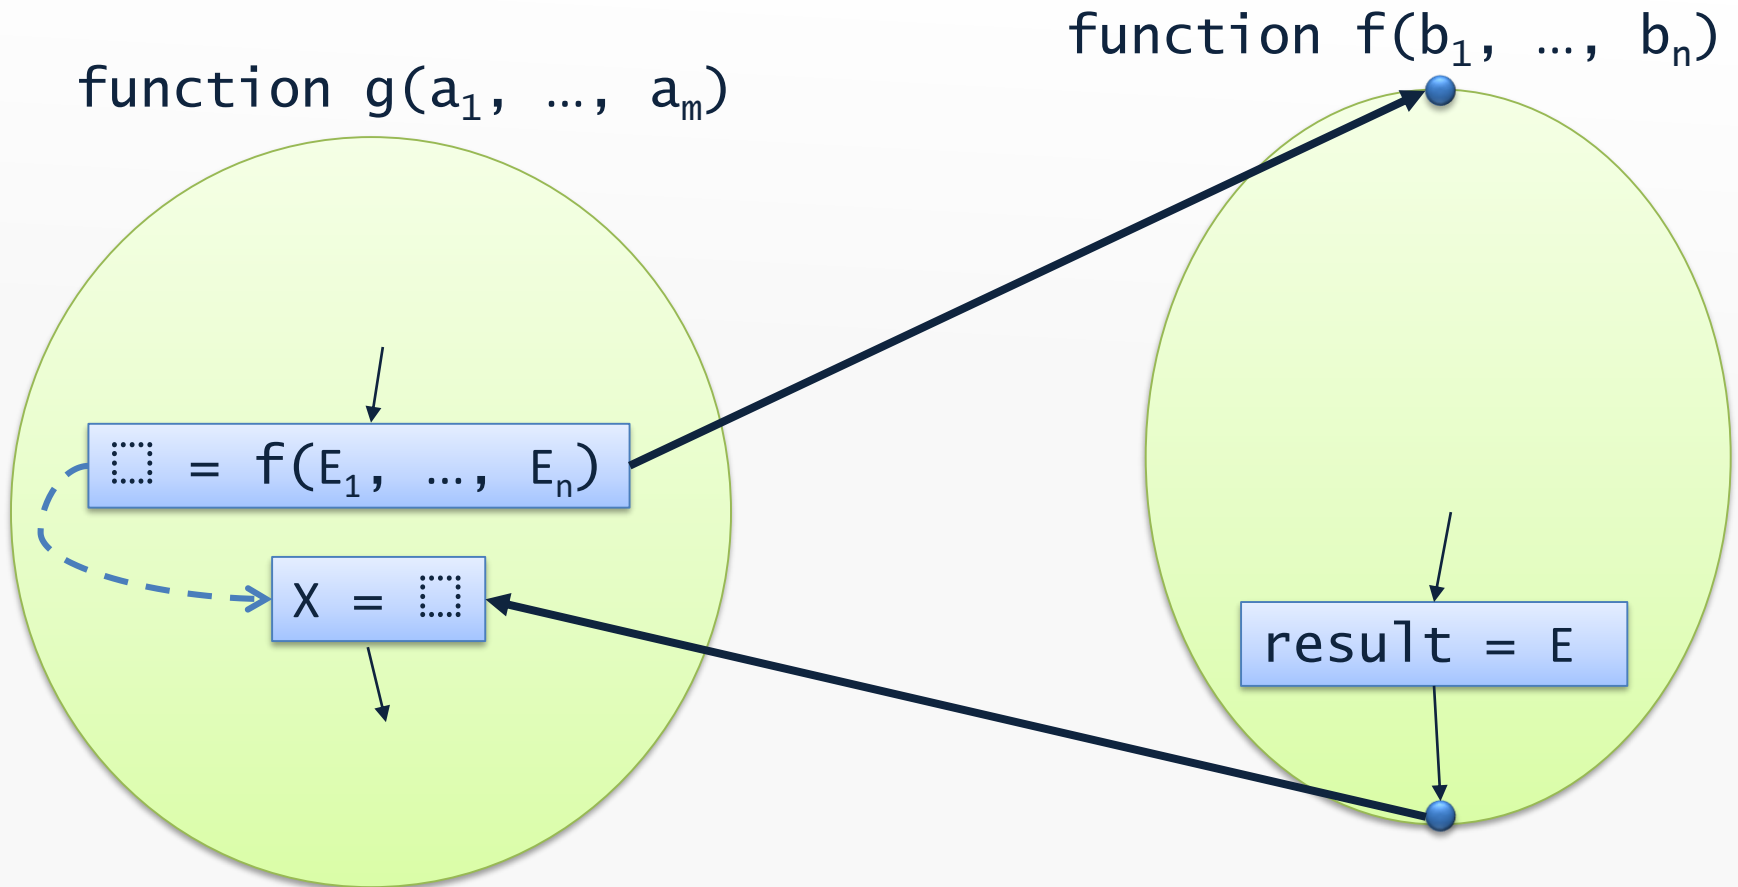 function f(b₁, …, bₙ)
function g(a₁, …, aₘ)
⬚ = f(E₁, …, Eₙ)
X = ⬚
result = E